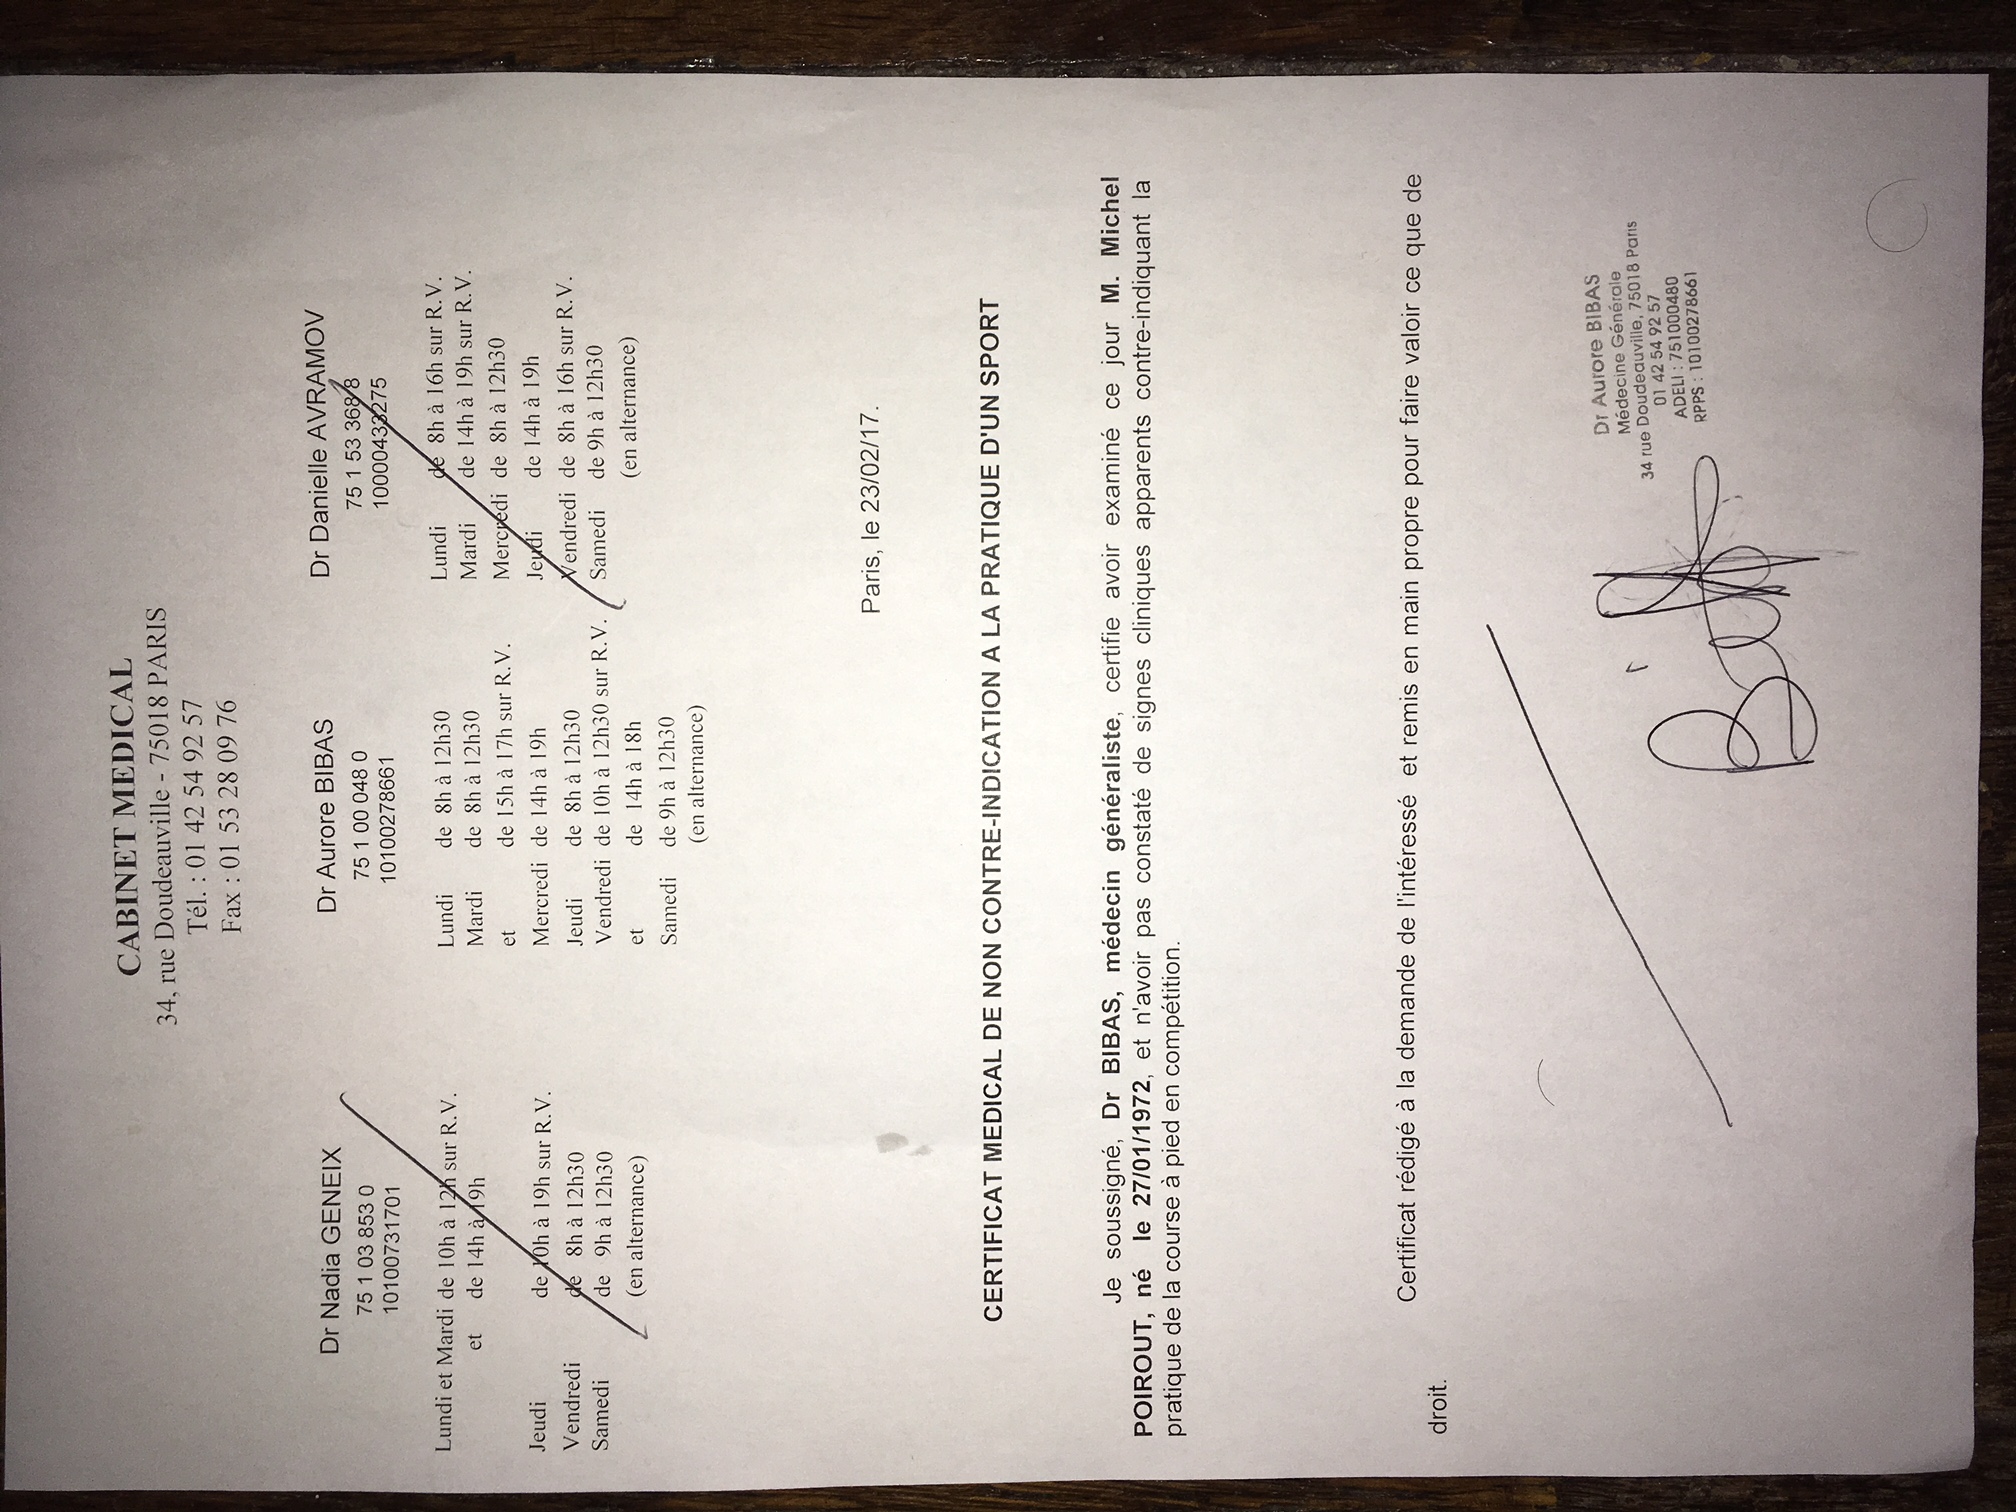 CABINET MEDICAL
34, rue Doudeauville - 75018 PARIS
Tél. : 01 42 54 92 57
Fax : 01 53 28 09 76
Dr Nadia GENEIX
75 1 03 853 0
10100731701
Lundi et Mardi de 10h à 12h sur R.V.
et de 14h à 19h
Jeudi de 10h à 19h sur R.V.
Vendredi de 8h à 12h30
Samedi de 9h à 12h30
(en alternance)
Dr Aurore BIBAS
75 1 00 048 0
10100278661
Lundi de 8h à 12h30
Mardi de 8h à 12h30
et de 15h à 17h sur R.V.
Mercredi de 14h à 19h
Jeudi de 8h à 12h30
Vendredi de 10h à 12h30 sur R.V.
et de 14h à 18h
Samedi de 9h à 12h30
(en alternance)
Dr Danielle AVRAMOV
75 1 53 368 8
10000433275
Lundi de 8h à 16h sur R.V.
Mardi de 14h à 19h sur R.V.
Mercredi de 8h à 12h30
Jeudi de 14h à 19h
Vendredi de 8h à 16h sur R.V.
Samedi de 9h à 12h30
(en alternance)
Paris, le 23/02/17.
CERTIFICAT MEDICAL DE NON CONTRE-INDICATION A LA PRATIQUE D'UN SPORT
Je soussigné, Dr BIBAS, médecin généraliste, certifie avoir examiné ce jour M. Michel
POIROUT, né le 27/01/1972, et n'avoir pas constaté de signes cliniques apparents contre-indiquant la
pratique de la course à pied en compétition.
Certificat rédigé à la demande de l'intéressé et remis en main propre pour faire valoir ce que de
droit.
Dr Aurore BIBAS
Médecine Générale
34 rue Doudeauville, 75018 Paris
01 42 54 92 57
ADELI : 751000480
RPPS : 10100278661